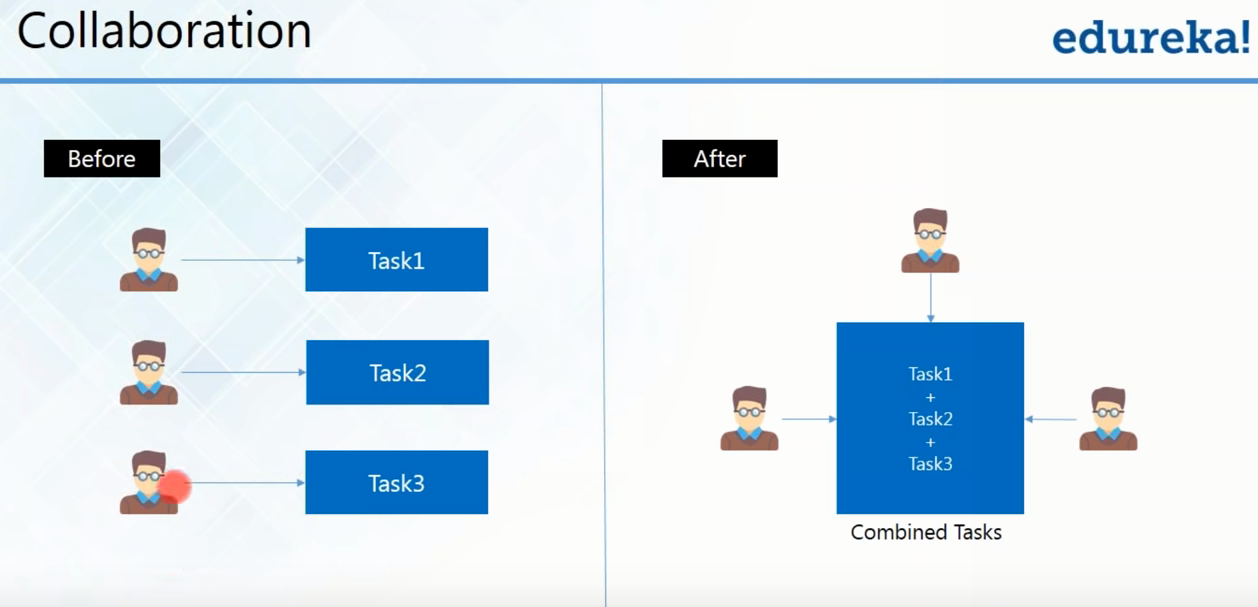 Collaboration
edureka!
Before
Task1
Task2
Task3
After
Task1
+
Task2
+
Task3
Combined Tasks